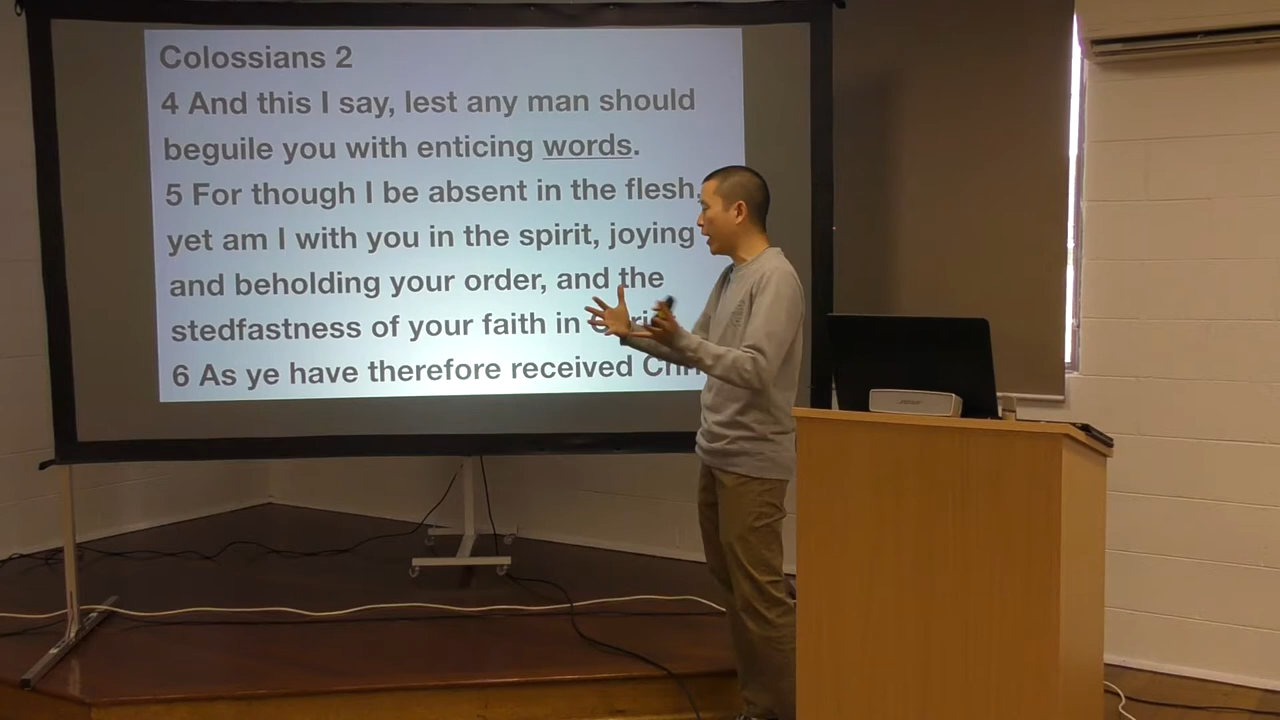 Colossians 2
4 And this I say, lest any man should
beguile you with enticing words.
5 For though I be absent in the flesh,
yet am I with you in the spirit, joying
and beholding your order, and the
stedfastness of your faith in
6 As ye have therefore received
BOSE